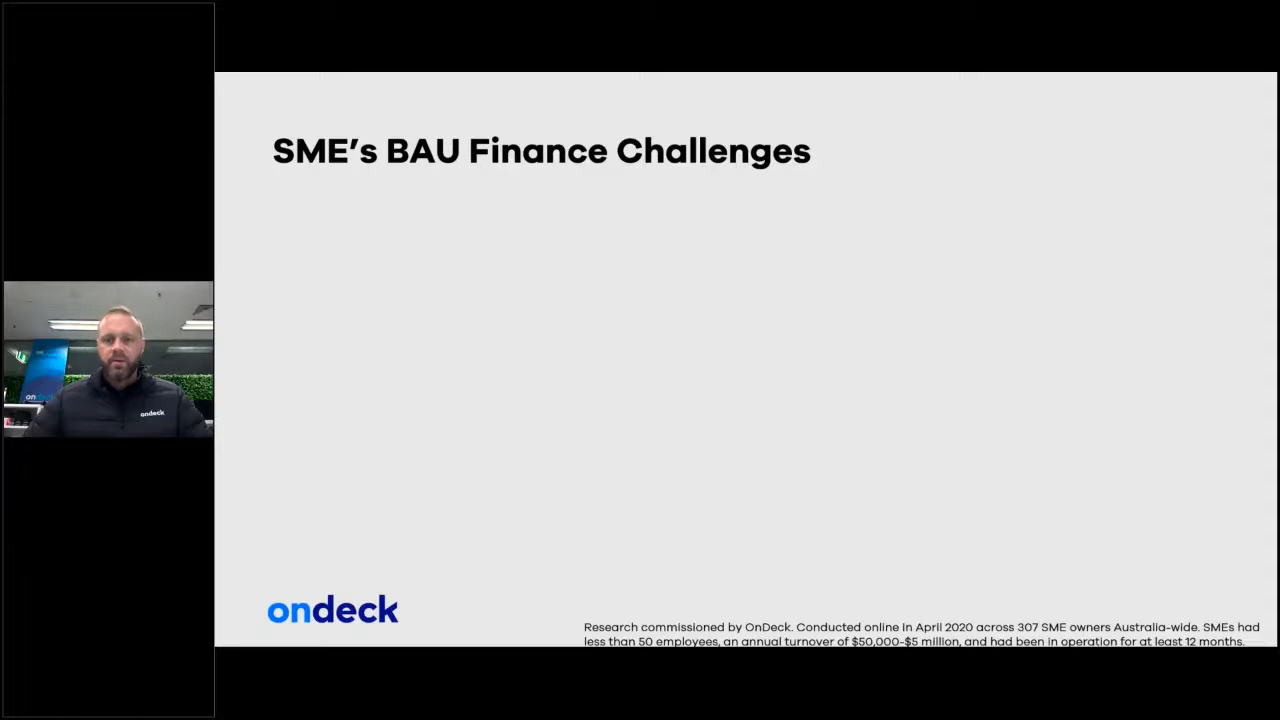 SME's BAU Finance Challenges
ondeck
ondeck
ondeck
Research commissioned by OnDeck. Conducted online in April 2020 across 307 SME owners Australia-wide. SMEs had
less than 50 employees, an annual turnover of $50,000-$5 million, and had been in operation for at least 12 months.